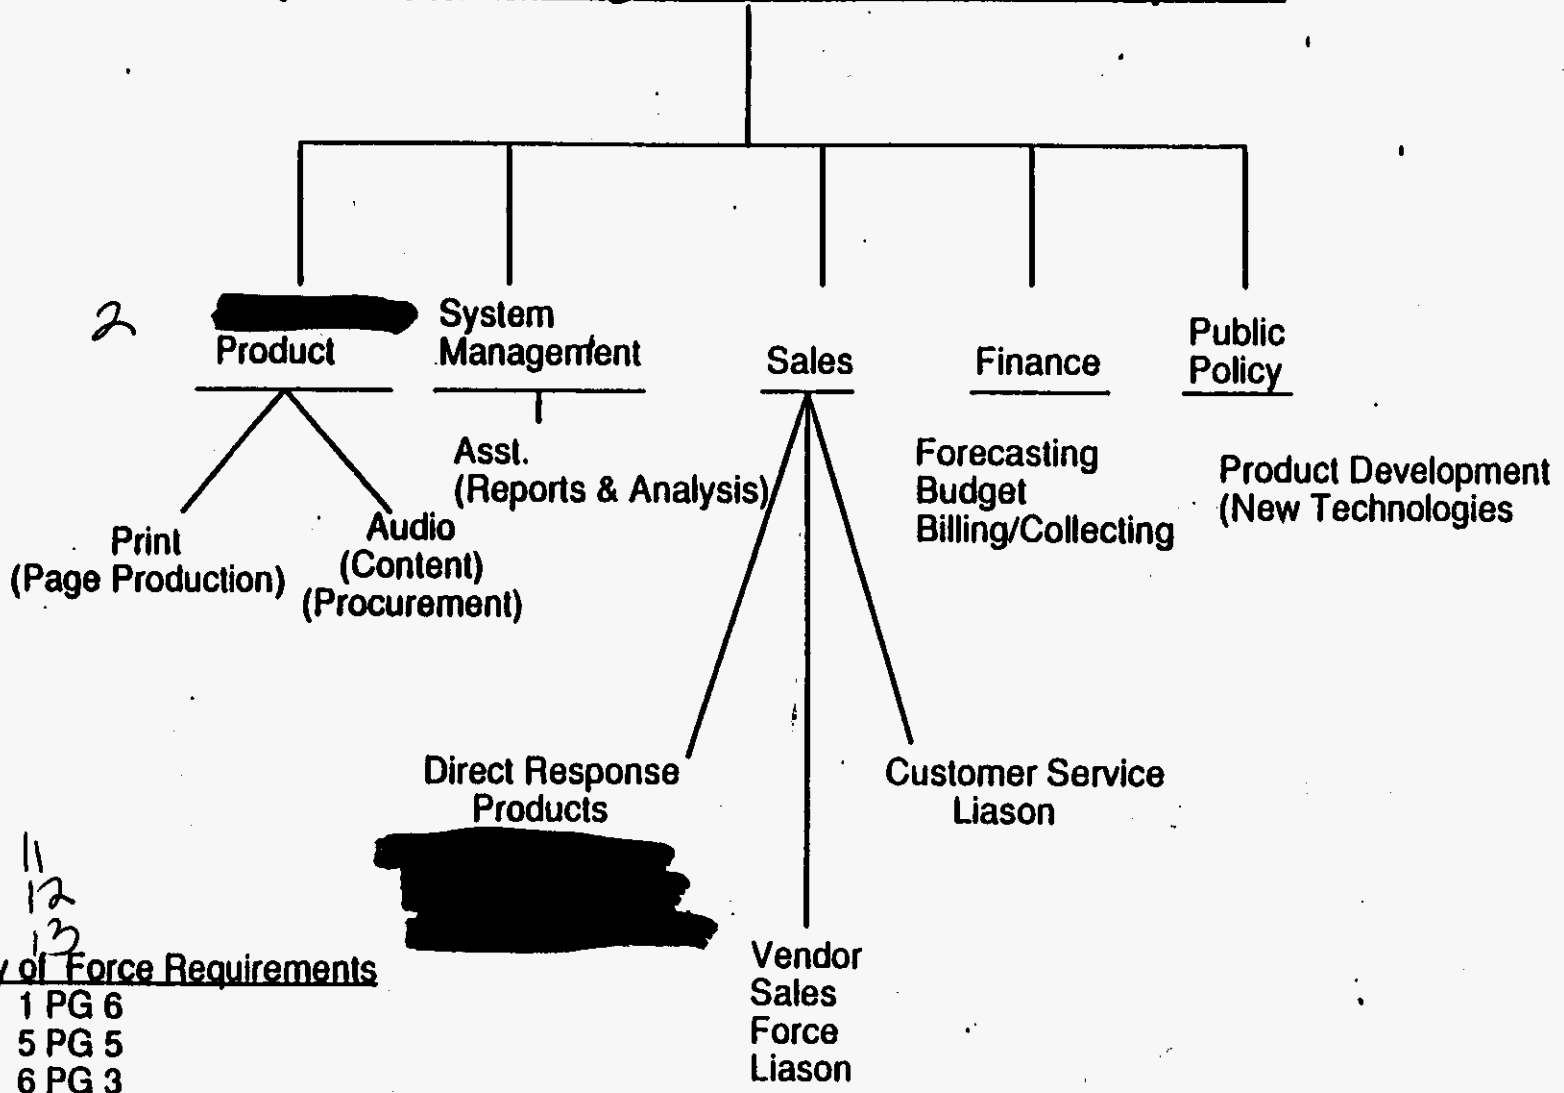 2
Product
System
Management
Sales
Finance
Public
Policy
Asst.
(Reports & Analysis)
Forecasting
Budget
Billing/Collecting
Product Development
(New Technologies
Print
(Page Production)
Audio
(Content)
(Procurement)
Direct Response
Products
Customer Service
Liason
11
12
13
of Force Requirements
1 PG 6
5 PG 5
6 PG 3
Vendor
Sales
Force
Liason